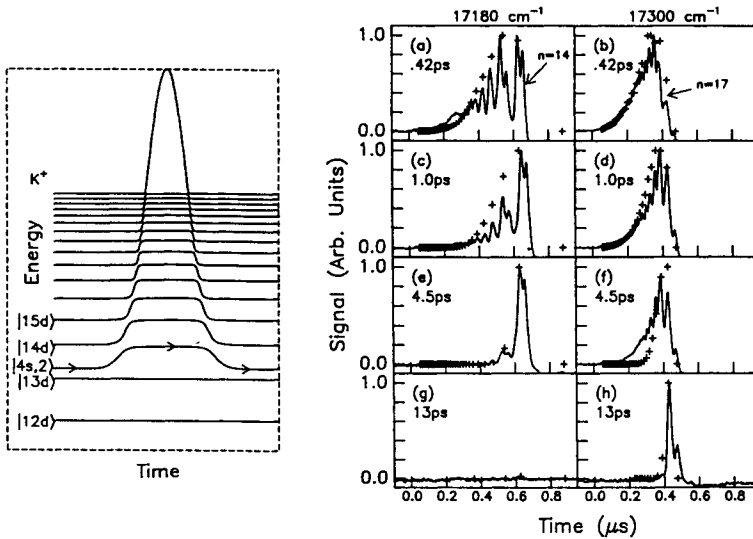 K⁺
Energy
|15d⟩
|14d⟩
|4s,2⟩
|13d⟩
|12d⟩
Time
17180 cm⁻¹
17300 cm⁻¹
(a)
.42ps
n=14
(b)
.42ps
n=17
1.0
0.0
(c)
1.0ps
(d)
1.0ps
1.0
0.0
(e)
4.5ps
(f)
4.5ps
1.0
0.0
(g)
13ps
(h)
13ps
1.0
0.0
Signal (Arb. Units)
0.0 0.2 0.4 0.6 0.8
0.0 0.2 0.4 0.6 0.8
Time (μs)